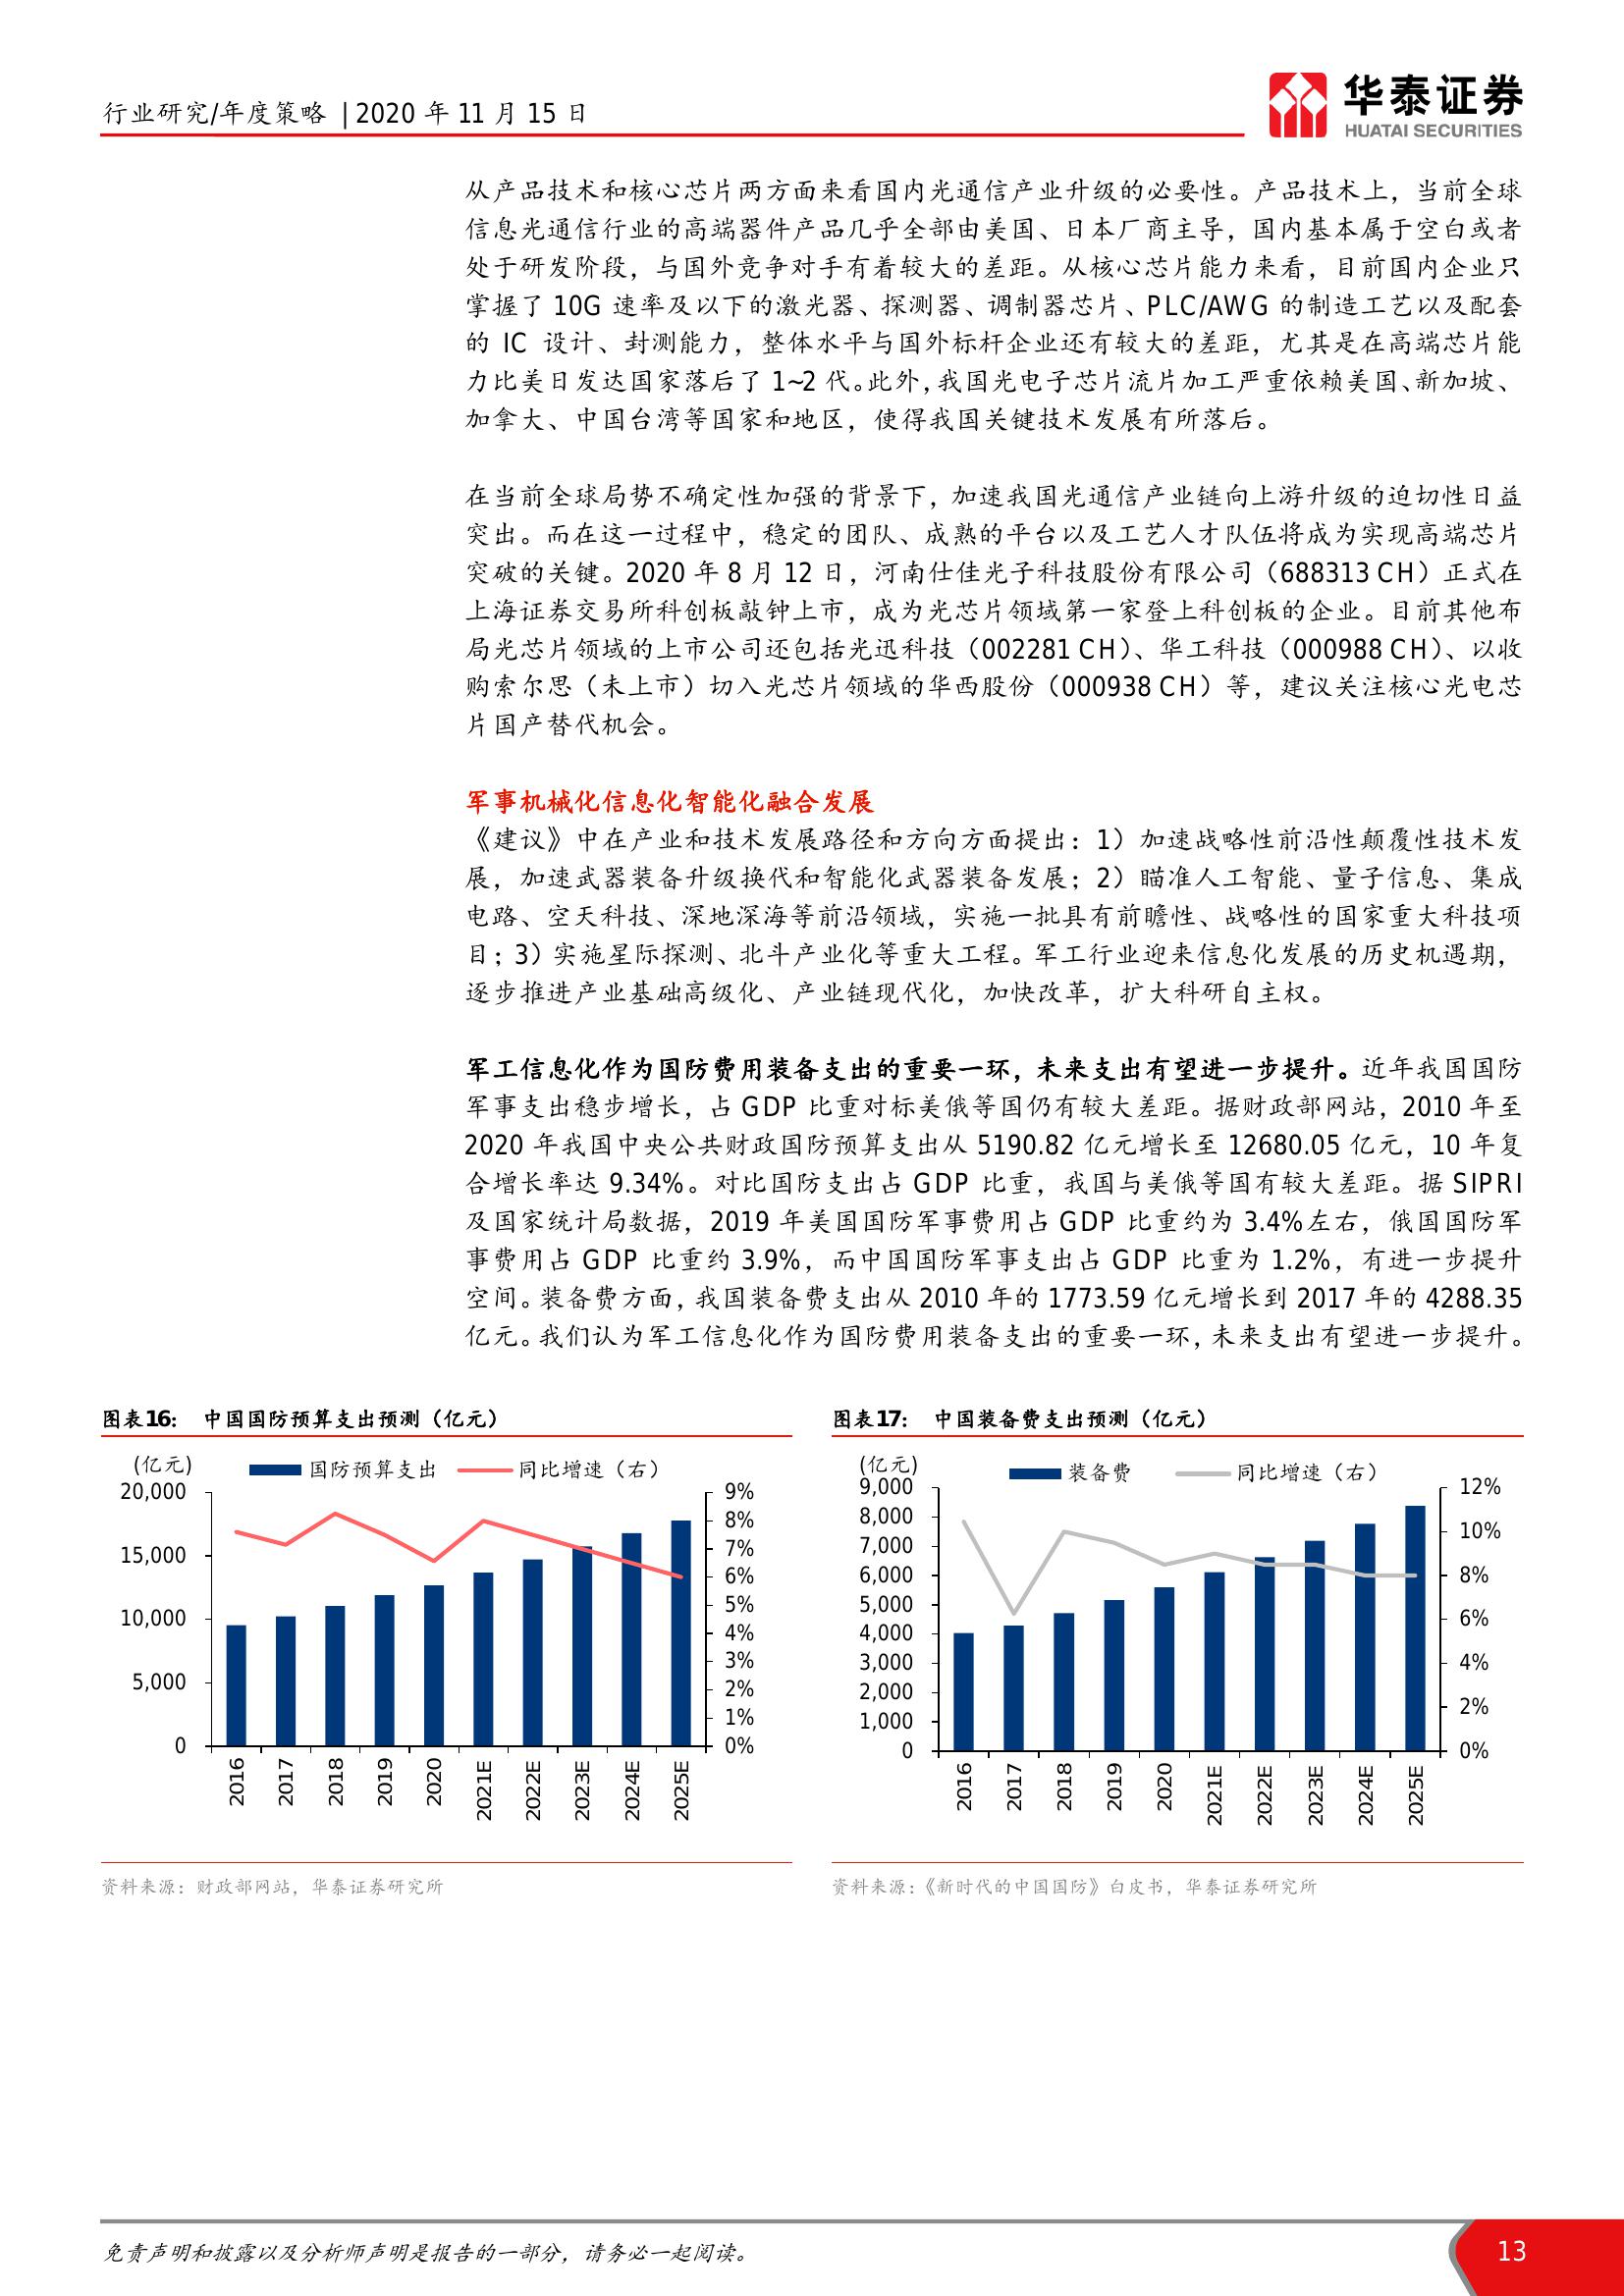 行业研究/年度策略 | 2020 年 11 月 15 日
华泰证券
HUATAI SECURITIES
从产品技术和核心芯片两方面来看国内光通信产业升级的必要性。产品技术上，当前全球
信息光通信行业的高端器件产品几乎全部由美国、日本厂商主导，国内基本属于空白或者
处于研发阶段，与国外竞争对手有着较大的差距。从核心芯片能力来看，目前国内企业只
掌握了 10G 速率及以下的激光器、探测器、调制器芯片、PLC/AWG 的制造工艺以及配套
的 IC 设计、封测能力，整体水平与国外标杆企业还有较大的差距，尤其是在高端芯片能
力比美日发达国家落后了 1~2 代。此外，我国光电子芯片流片加工严重依赖美国、新加坡、
加拿大、中国台湾等国家和地区，使得我国关键技术发展有所落后。
在当前全球局势不确定性加强的背景下，加速我国光通信产业链向上游升级的迫切性日益
突出。而在这一过程中，稳定的团队、成熟的平台以及工艺人才队伍将成为实现高端芯片
突破的关键。2020 年 8 月 12 日，河南仕佳光子科技股份有限公司（688313 CH）正式在
上海证券交易所科创板敲钟上市，成为光芯片领域第一家登上科创板的企业。目前其他布
局光芯片领域的上市公司还包括光迅科技（002281 CH）、华工科技（000988 CH）、以收
购索尔思（未上市）切入光芯片领域的华西股份（000938 CH）等，建议关注核心光电芯
片国产替代机会。
军事机械化信息化智能化融合发展
《建议》中在产业和技术发展路径和方向方面提出：1）加速战略性前沿性颠覆性技术发
展，加速武器装备升级换代和智能化武器装备发展；2）瞄准人工智能、量子信息、集成
电路、空天科技、深地深海等前沿领域，实施一批具有前瞻性、战略性的国家重大科技项
目；3）实施星际探测、北斗产业化等重大工程。军工行业迎来信息化发展的历史机遇期，
逐步推进产业基础高级化、产业链现代化，加快改革，扩大科研自主权。
军工信息化作为国防费用装备支出的重要一环，未来支出有望进一步提升。近年我国国防
军事支出稳步增长，占 GDP 比重对标美俄等国仍有较大差距。据财政部网站，2010 年至
2020 年我国中央公共财政国防预算支出从 5190.82 亿元增长至 12680.05 亿元，10 年复
合增长率达 9.34%。对比国防支出占 GDP 比重，我国与美俄等国有较大差距。据 SIPRI
及国家统计局数据，2019 年美国国防军事费用占 GDP 比重约为 3.4%左右，俄国国防军
事费用占 GDP 比重约 3.9%，而中国国防军事支出占 GDP 比重为 1.2%，有进一步提升
空间。装备费方面，我国装备费支出从 2010 年的 1773.59 亿元增长到 2017 年的 4288.35
亿元。我们认为军工信息化作为国防费用装备支出的重要一环，未来支出有望进一步提升。
图表16： 中国国防预算支出预测（亿元）
(亿元)
国防预算支出 同比增速（右）
20,000
15,000
10,000
5,000
0
9%
8%
7%
6%
5%
4%
3%
2%
1%
0%
2016 2017 2018 2019 2020 2021E 2022E 2023E 2024E 2025E
资料来源：财政部网站，华泰证券研究所
图表17： 中国装备费支出预测（亿元）
(亿元)
装备费 同比增速（右）
9,000
8,000
7,000
6,000
5,000
4,000
3,000
2,000
1,000
0
12%
10%
8%
6%
4%
2%
0%
2016 2017 2018 2019 2020 2021E 2022E 2023E 2024E 2025E
资料来源：《新时代的中国国防》白皮书，华泰证券研究所
免责声明和披露以及分析师声明是报告的一部分，请务必一起阅读。
13